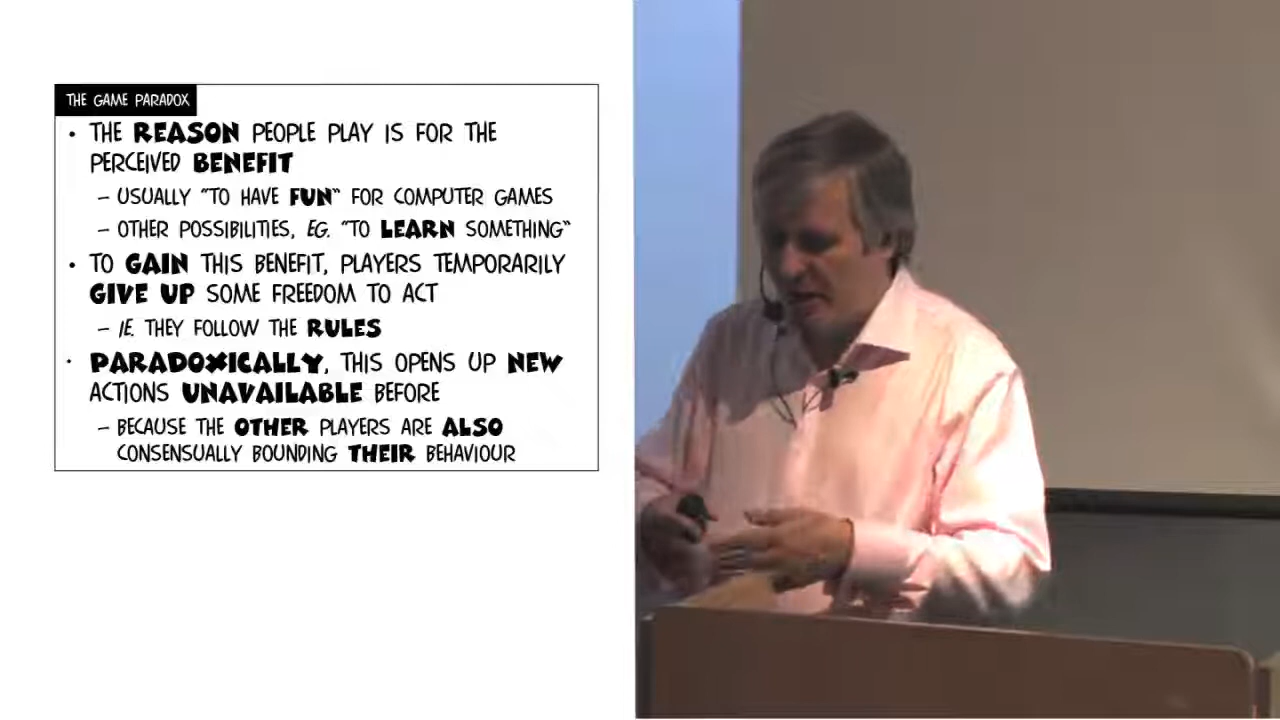 THE GAME PARADOX
• THE REASON PEOPLE PLAY IS FOR THE
PERCEIVED BENEFIT
– USUALLY "TO HAVE FUN" FOR COMPUTER GAMES
– OTHER POSSIBILITIES, EG. "TO LEARN SOMETHING"
• TO GAIN THIS BENEFIT, PLAYERS TEMPORARILY
GIVE UP SOME FREEDOM TO ACT
– IE. THEY FOLLOW THE RULES
• PARADOXICALLY, THIS OPENS UP NEW
ACTIONS UNAVAILABLE BEFORE
– BECAUSE THE OTHER PLAYERS ARE ALSO
CONSENSUALLY BOUNDING THEIR BEHAVIOUR